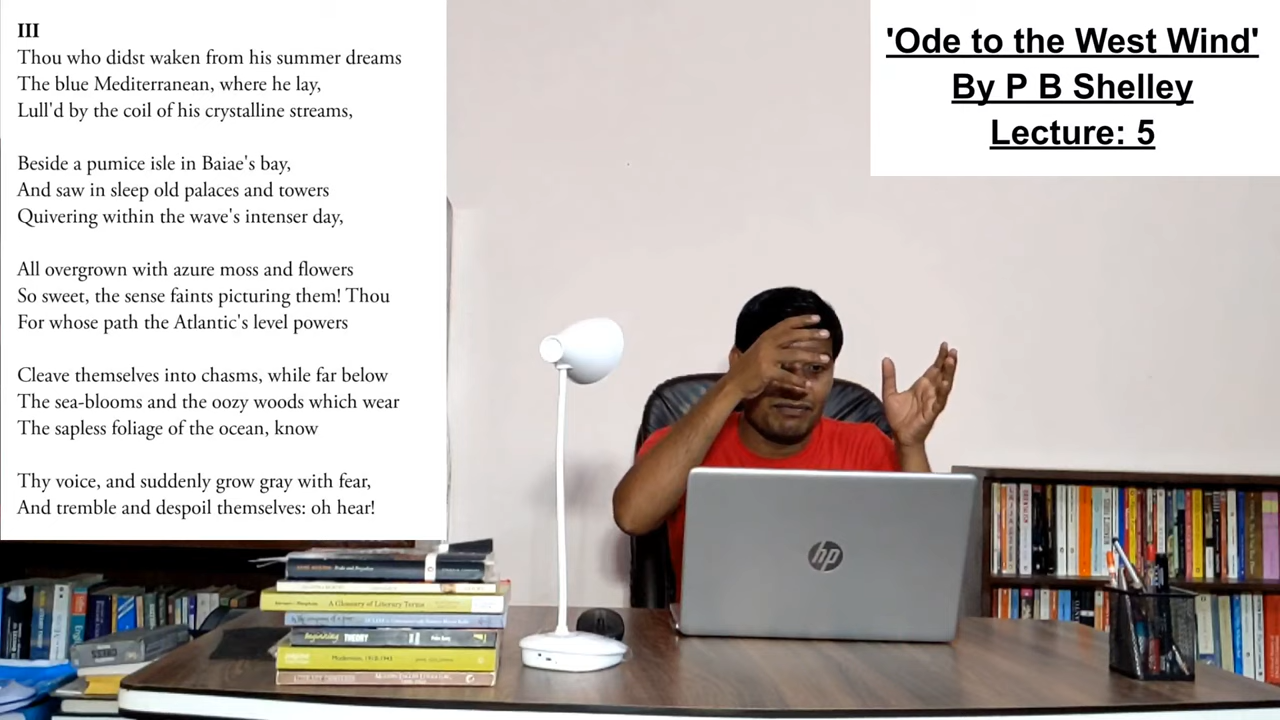 III
Thou who didst waken from his summer dreams
The blue Mediterranean, where he lay,
Lull'd by the coil of his crystalline streams,
Beside a pumice isle in Baiae's bay,
And saw in sleep old palaces and towers
Quivering within the wave's intenser day,
All overgrown with azure moss and flowers
So sweet, the sense faints picturing them! Thou
For whose path the Atlantic's level powers
Cleave themselves into chasms, while far below
The sea-blooms and the oozy woods which wear
The sapless foliage of the ocean, know
Thy voice, and suddenly grow gray with fear,
And tremble and despoil themselves: oh hear!
'Ode to the West Wind'
By P B Shelley
Lecture: 5
hp
Pride and Prejudice
A Glossary of Literary Terms
Beginning THEORY